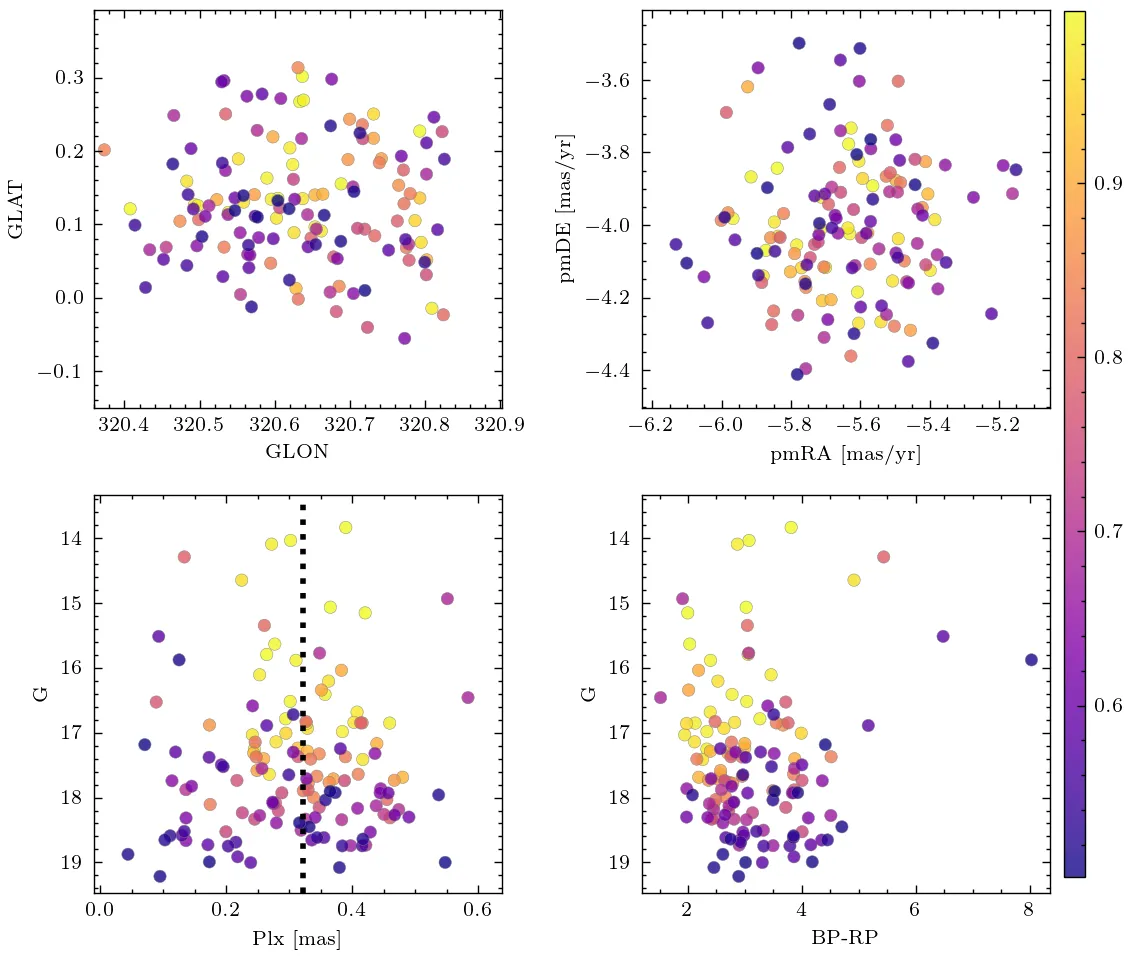 0.3
0.2
0.1
0.0
−0.1
GLAT
320.4 320.5 320.6 320.7 320.8 320.9
GLON
−3.6
−3.8
−4.0
−4.2
−4.4
pmDE [mas/yr]
−6.2 −6.0 −5.8 −5.6 −5.4 −5.2
pmRA [mas/yr]
0.9
0.8
0.7
0.6
14
15
16
17
18
19
G
0.0 0.2 0.4 0.6
Plx [mas]
14
15
16
17
18
19
G
2 4 6 8
BP-RP